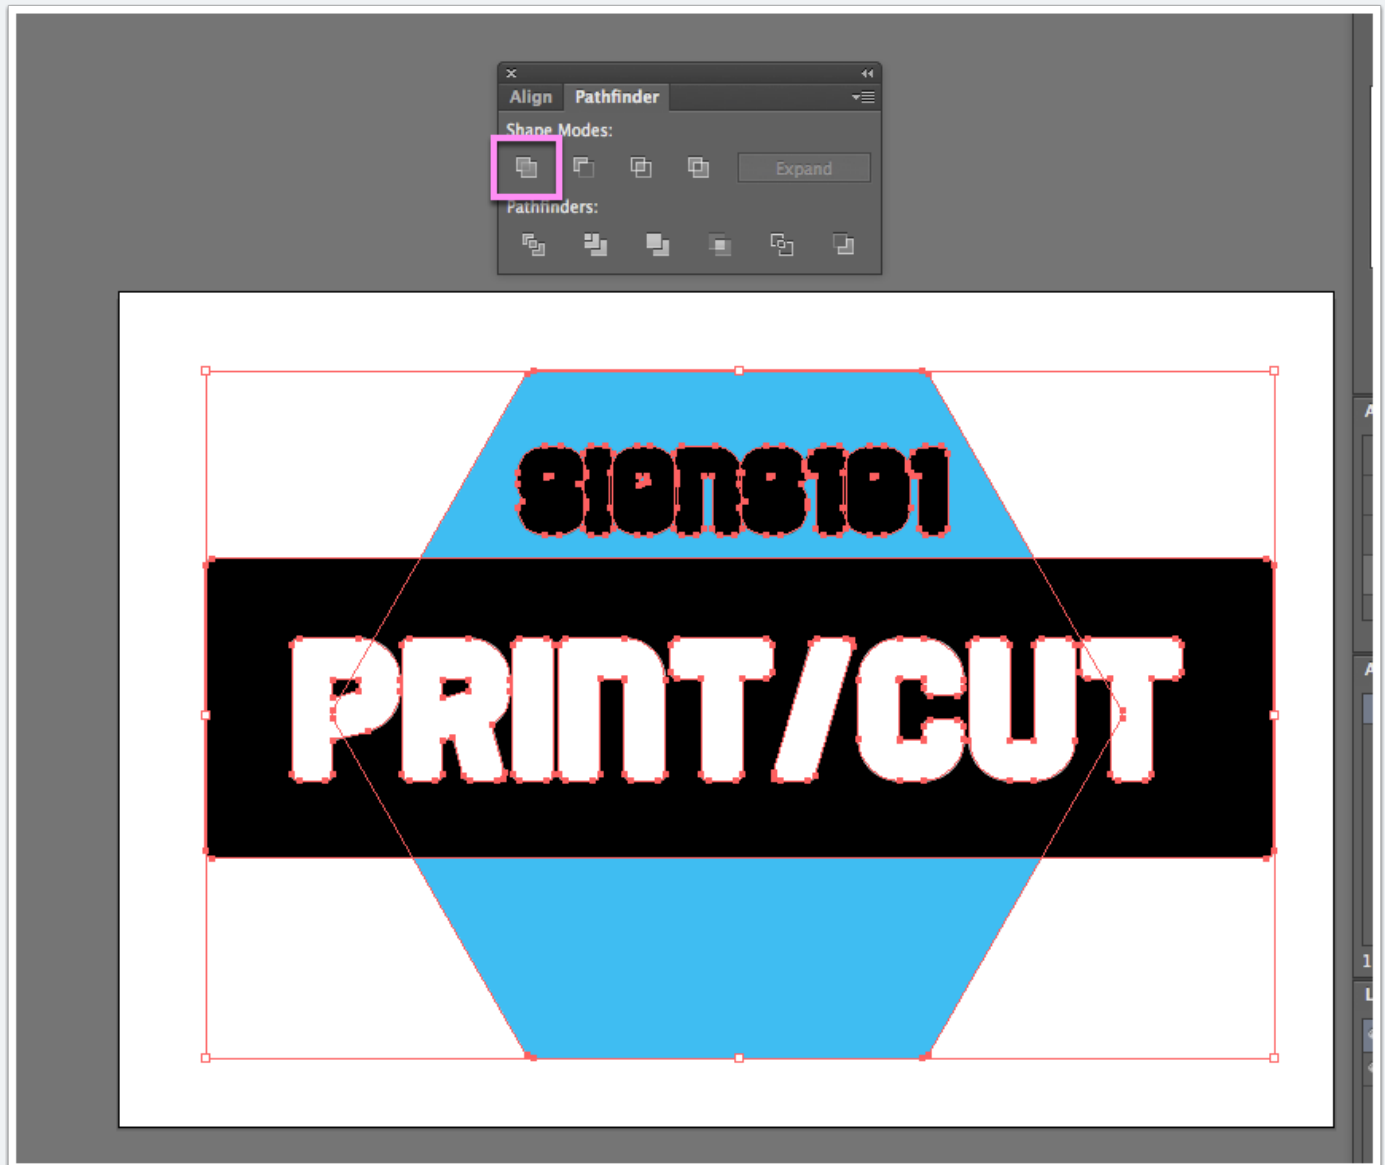 Align Pathfinder
Shape Modes:
Expand
Pathfinders:
SIGNS101
PRINT/CUT